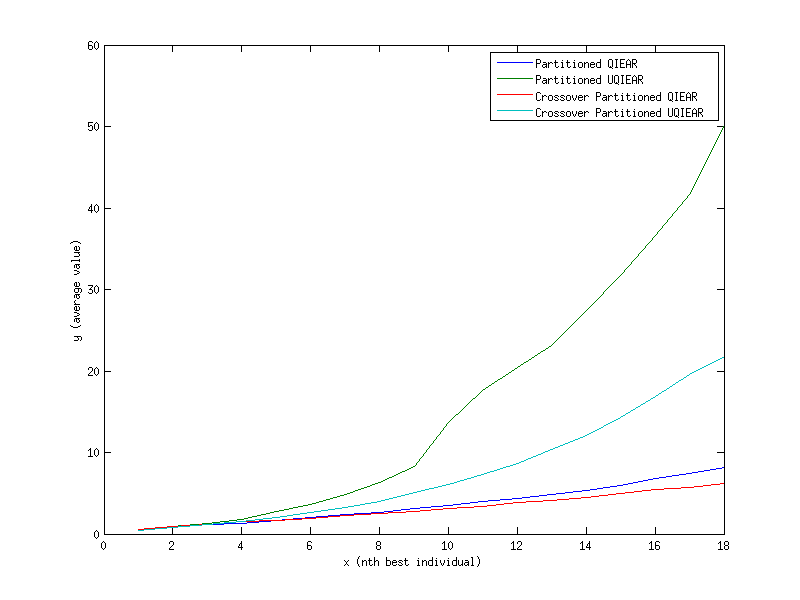 60
50
40
30
20
10
0
y (average value)
Partitioned QIEAR
Partitioned UQIEAR
Crossover Partitioned QIEAR
Crossover Partitioned UQIEAR
0 2 4 6 8 10 12 14 16 18
x (nth best individual)